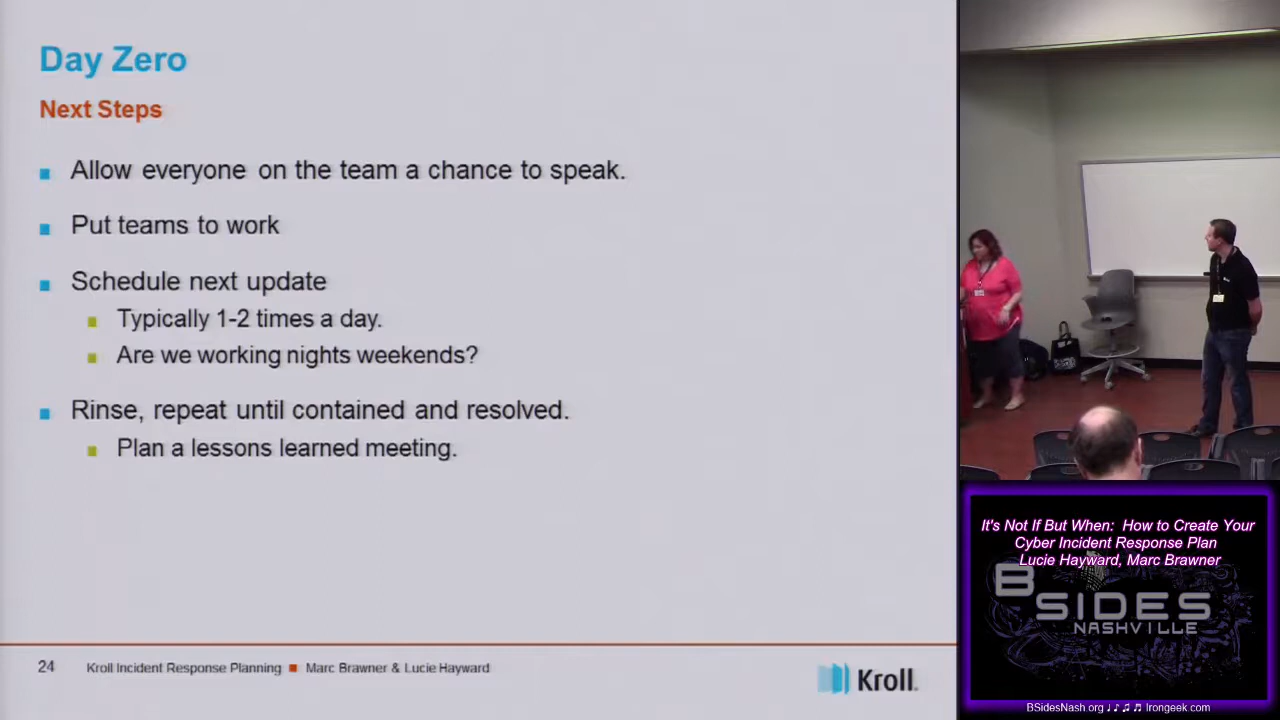 Day Zero
Next Steps
Allow everyone on the team a chance to speak.
Put teams to work
Schedule next update
Typically 1-2 times a day.
Are we working nights weekends?
Rinse, repeat until contained and resolved.
Plan a lessons learned meeting.
24 Kroll Incident Response Planning ■ Marc Brawner & Lucie Hayward
Kroll.
It's Not If But When: How to Create Your
Cyber Incident Response Plan
Lucie Hayward, Marc Brawner
BSIDES
NASHVILLE
BSidesNash.org ♩ ♪ ♫ ♬ Irongeek.com